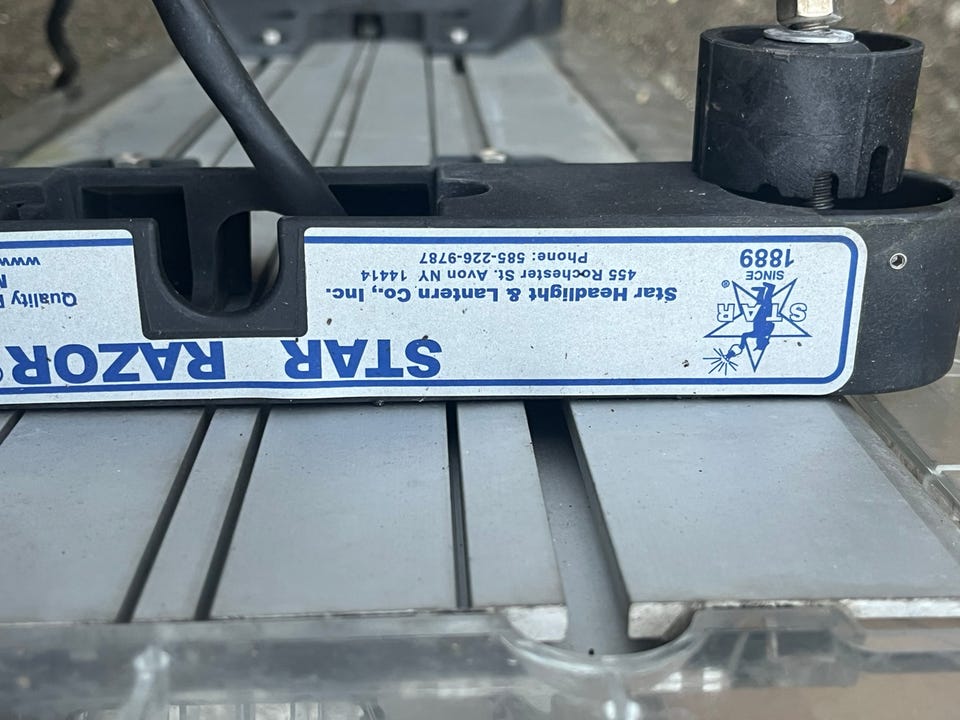 STAR RAZOR®
Star Headlight & Lantern Co., Inc.
455 Rochester St. Avon NY 14414
Phone: 585-226-9787
Quality
www
STAR®
SINCE
1889